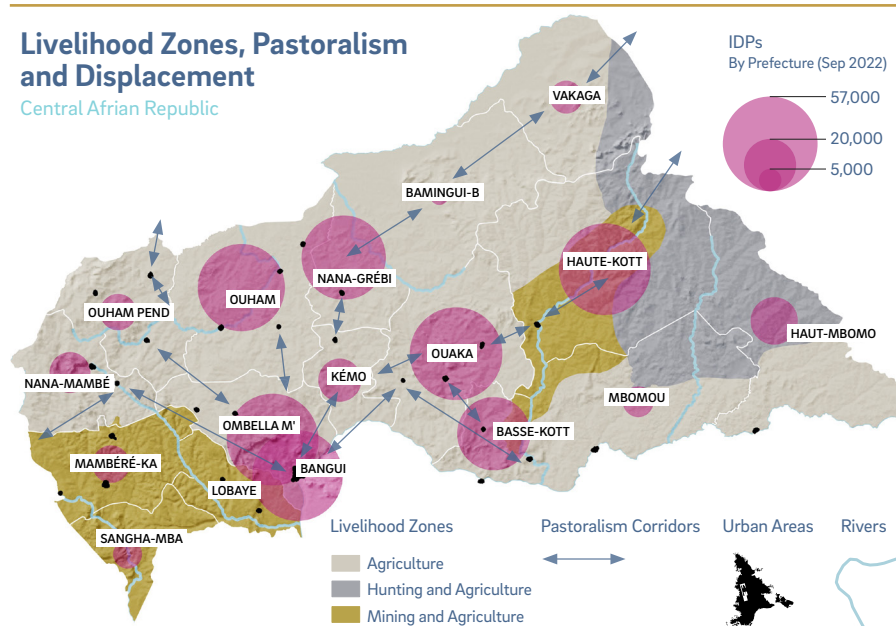 Livelihood Zones, Pastoralism
and Displacement
Central Afrian Republic
IDPs
By Prefecture (Sep 2022)
57,000
20,000
5,000
VAKAGA
BAMINGUI-B
HAUTE-KOTT
NANA-GRÉBI
OUHAM
OUHAM PEND
HAUT-MBOMO
OUAKA
KÉMO
NANA-MAMBÉ
MBOMOU
OMBELLA M'
BASSE-KOTT
MAMBÉRÉ-KA
BANGUI
LOBAYE
SANGHA-MBA
Livelihood Zones
Agriculture
Hunting and Agriculture
Mining and Agriculture
Pastoralism Corridors
Urban Areas
Rivers